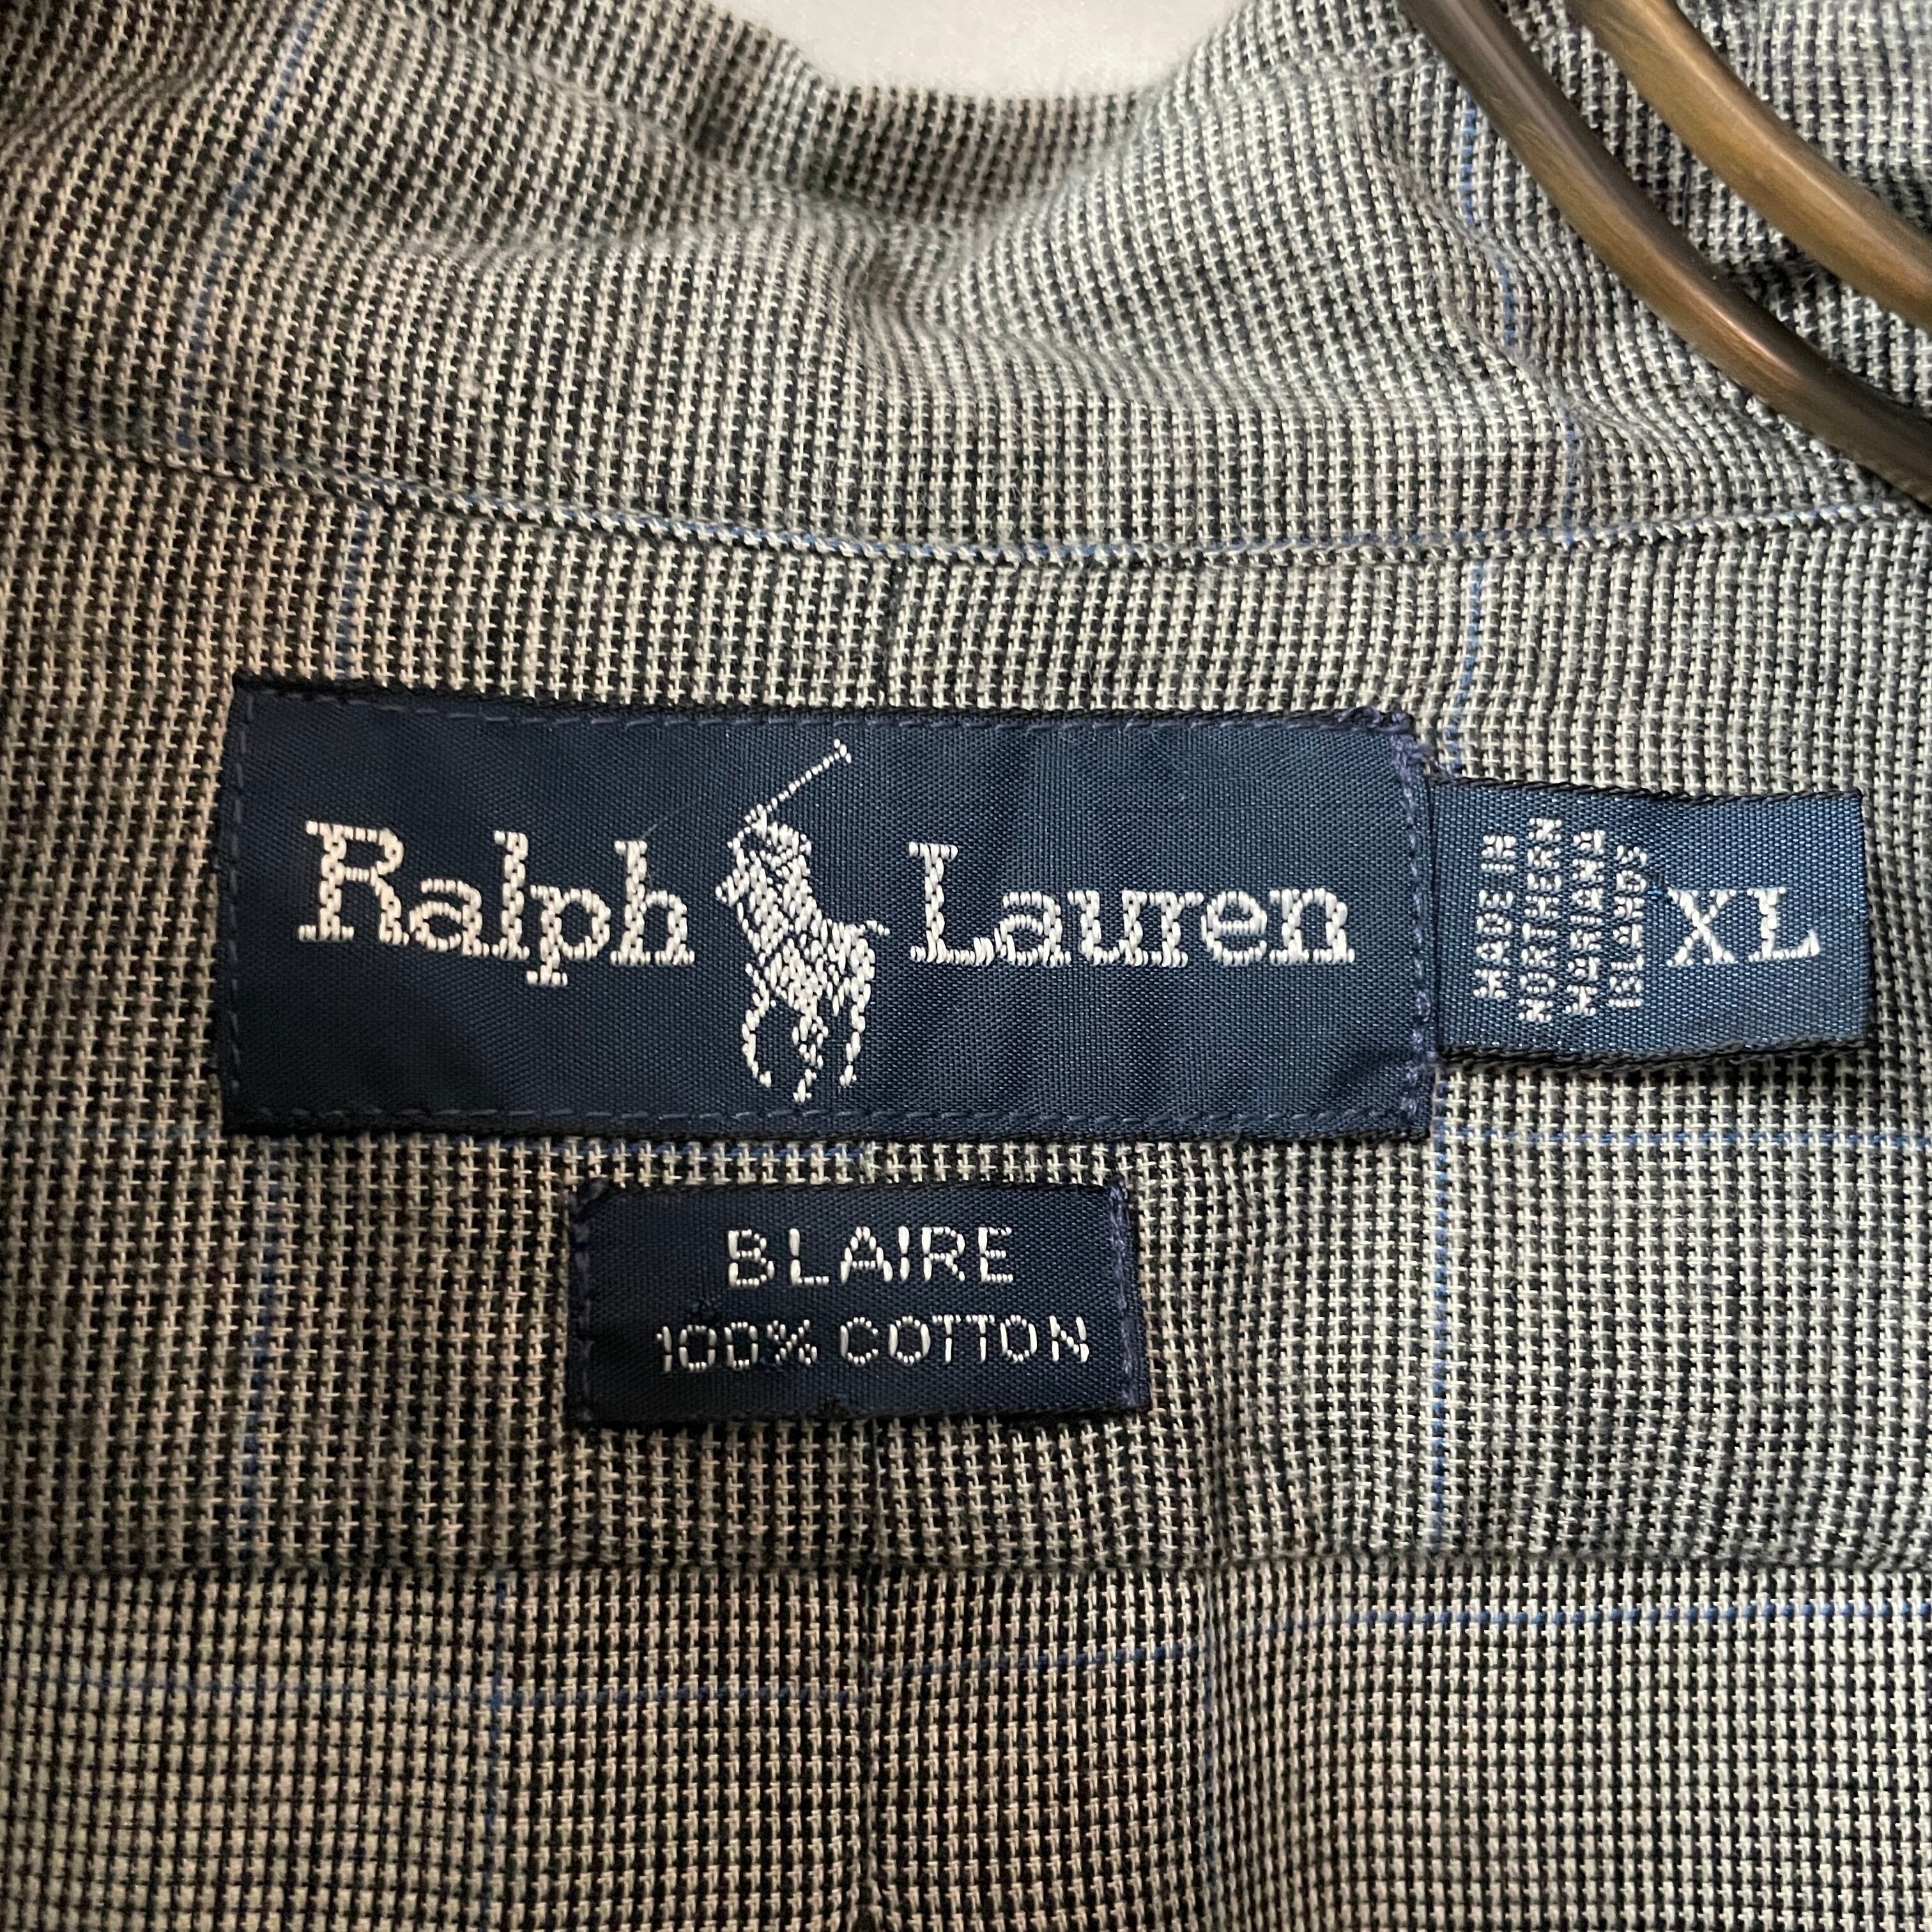 Ralph Lauren
MADE IN
NORTHERN
MARIANA
ISLANDS
XL
BLAIRE
100% COTTON